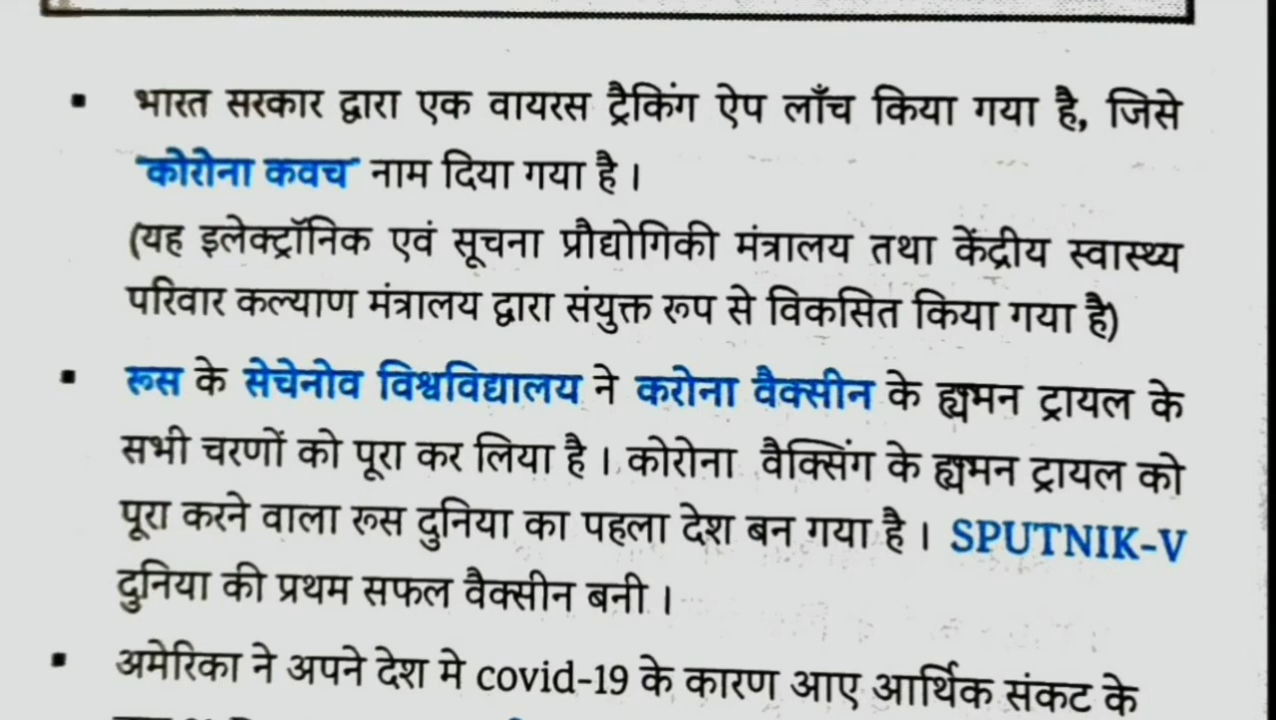 ▪ भारत सरकार द्वारा एक वायरस ट्रैकिंग ऐप लाँच किया गया है, जिसे
"कोरोना कवच" नाम दिया गया है ।
(यह इलेक्ट्रॉनिक एवं सूचना प्रौद्योगिकी मंत्रालय तथा केंद्रीय स्वास्थ्य
परिवार कल्याण मंत्रालय द्वारा संयुक्त रूप से विकसित किया गया है)
▪ रूस के सेचेनोव विश्वविद्यालय ने करोना वैक्सीन के ह्यूमन ट्रायल के
सभी चरणों को पूरा कर लिया है । कोरोना वैक्सिंग के ह्यूमन ट्रायल को
पूरा करने वाला रूस दुनिया का पहला देश बन गया है । SPUTNIK-V
दुनिया की प्रथम सफल वैक्सीन बनी ।
▪ अमेरिका ने अपने देश मे covid-19 के कारण आए आर्थिक संकट के